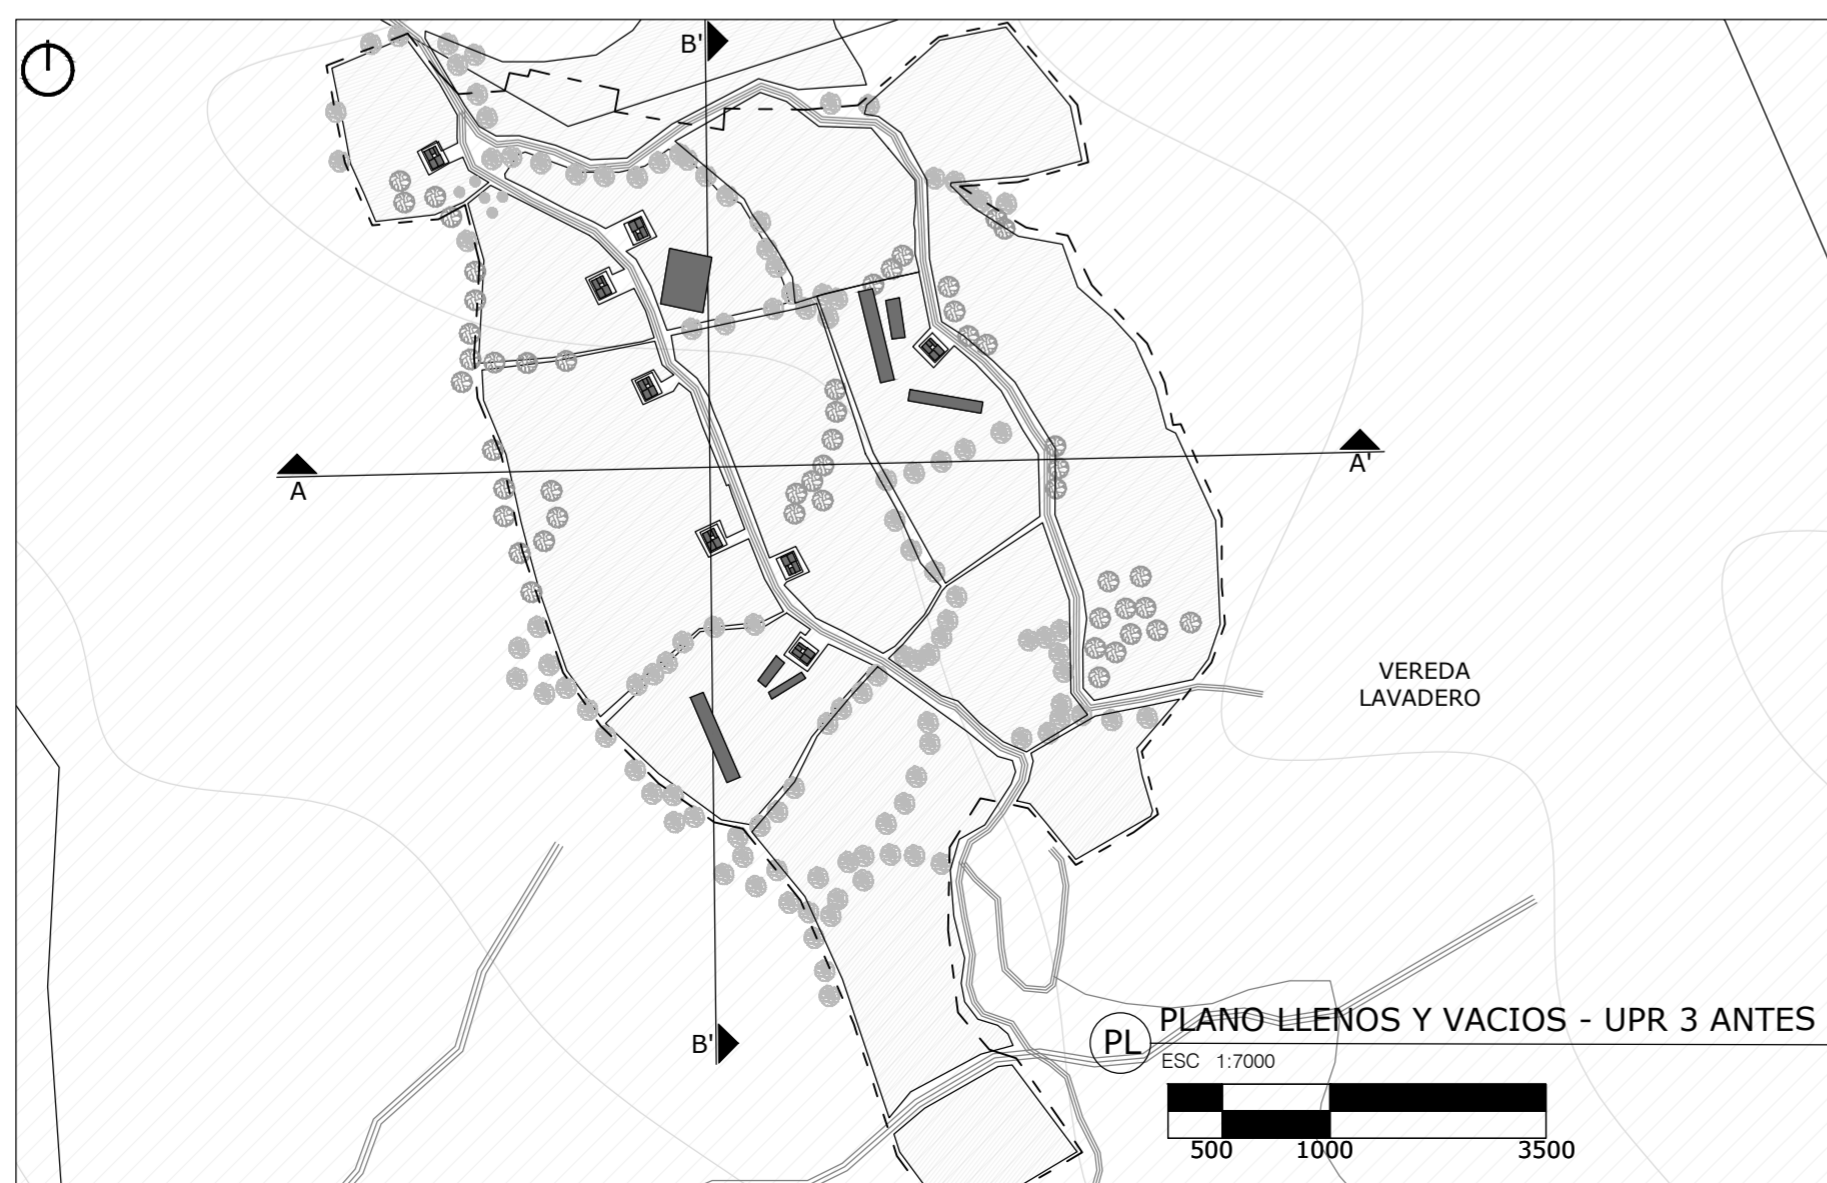 B'
A
A'
VEREDA
LAVADERO
B'
PL
PLANO LLENOS Y VACIOS - UPR 3 ANTES
ESC 1:7000
500 1000 3500